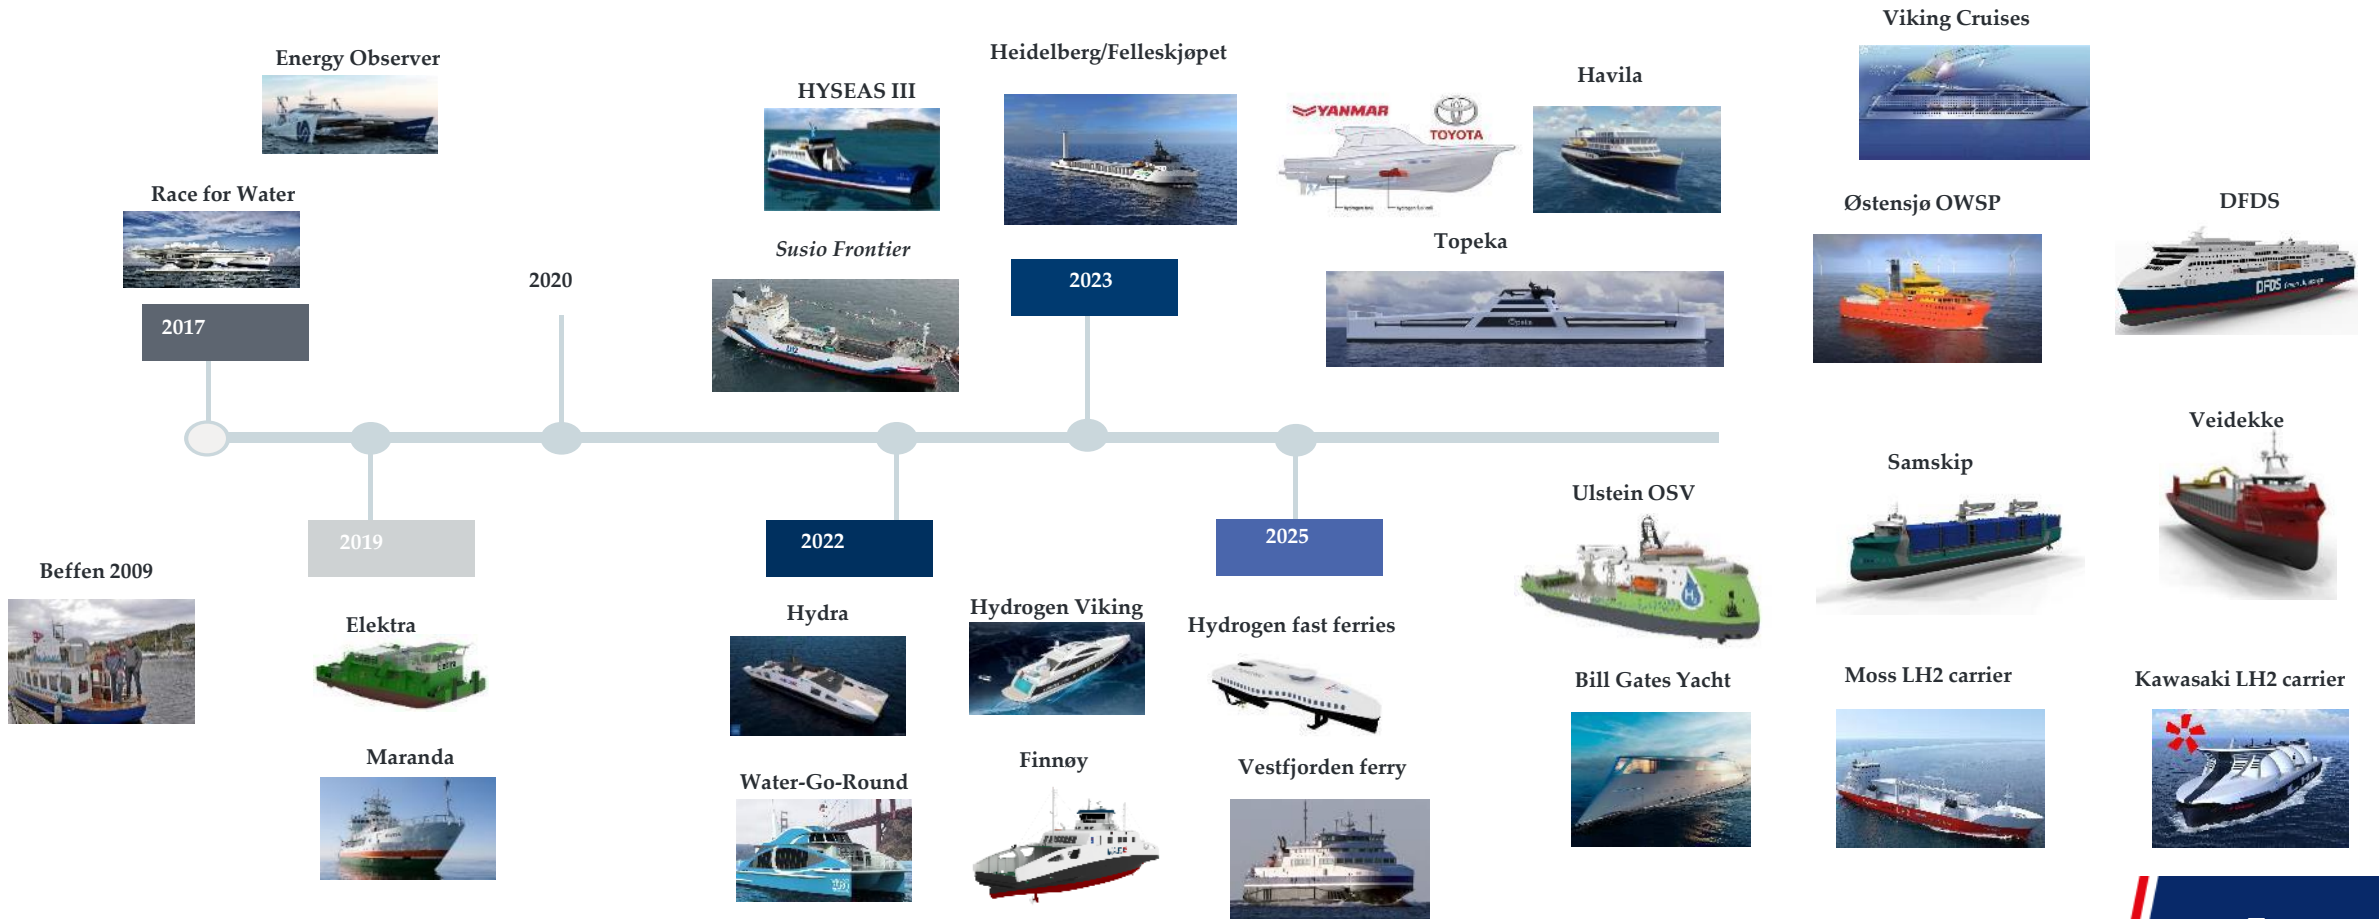 Viking Cruises
Energy Observer
Heidelberg/Felleskjøpet
Havila
HYSEAS III
YANMAR
TOYOTA
Race for Water
Østensjø OWSP
DFDS
Susio Frontier
Topeka
2020
2023
2017
DFDS
Veidekke
Samskip
Ulstein OSV
2019
2022
2025
Beffen 2009
Elektra
Hydra
Hydrogen Viking
Hydrogen fast ferries
Bill Gates Yacht
Moss LH2 carrier
Kawasaki LH2 carrier
Maranda
Water-Go-Round
Finnøy
Vestfjorden ferry